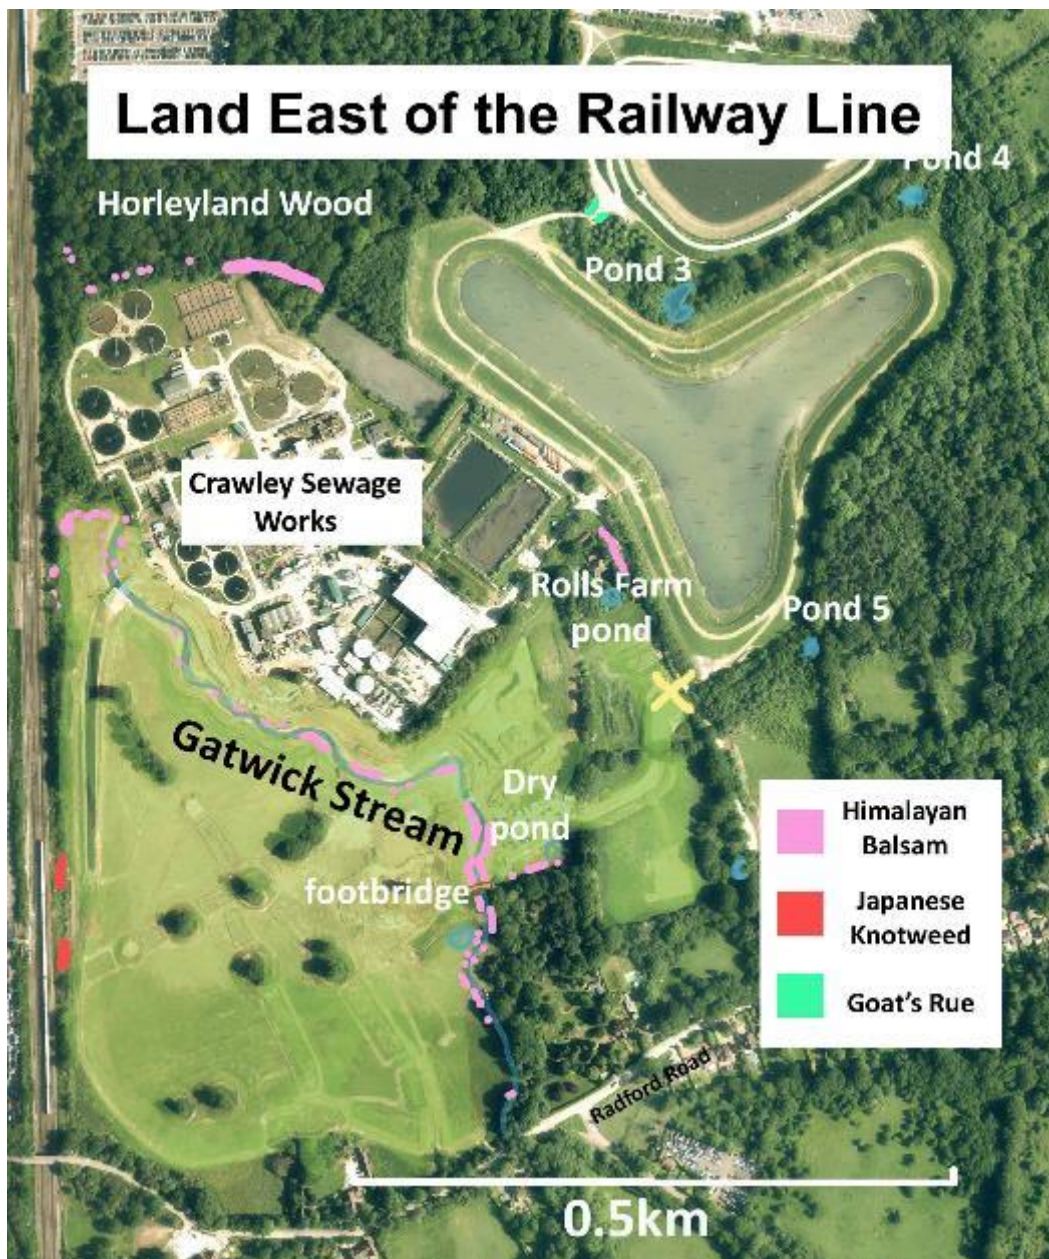 Land East of the Railway Line
Pond 4
Horleyland Wood
Pond 3
Crawley Sewage
Works
Rolls Farm
pond
Pond 5
Gatwick Stream
Dry
pond
footbridge
Himalayan
Balsam
Japanese
Knotweed
Goat's Rue
Radford Road
0.5km